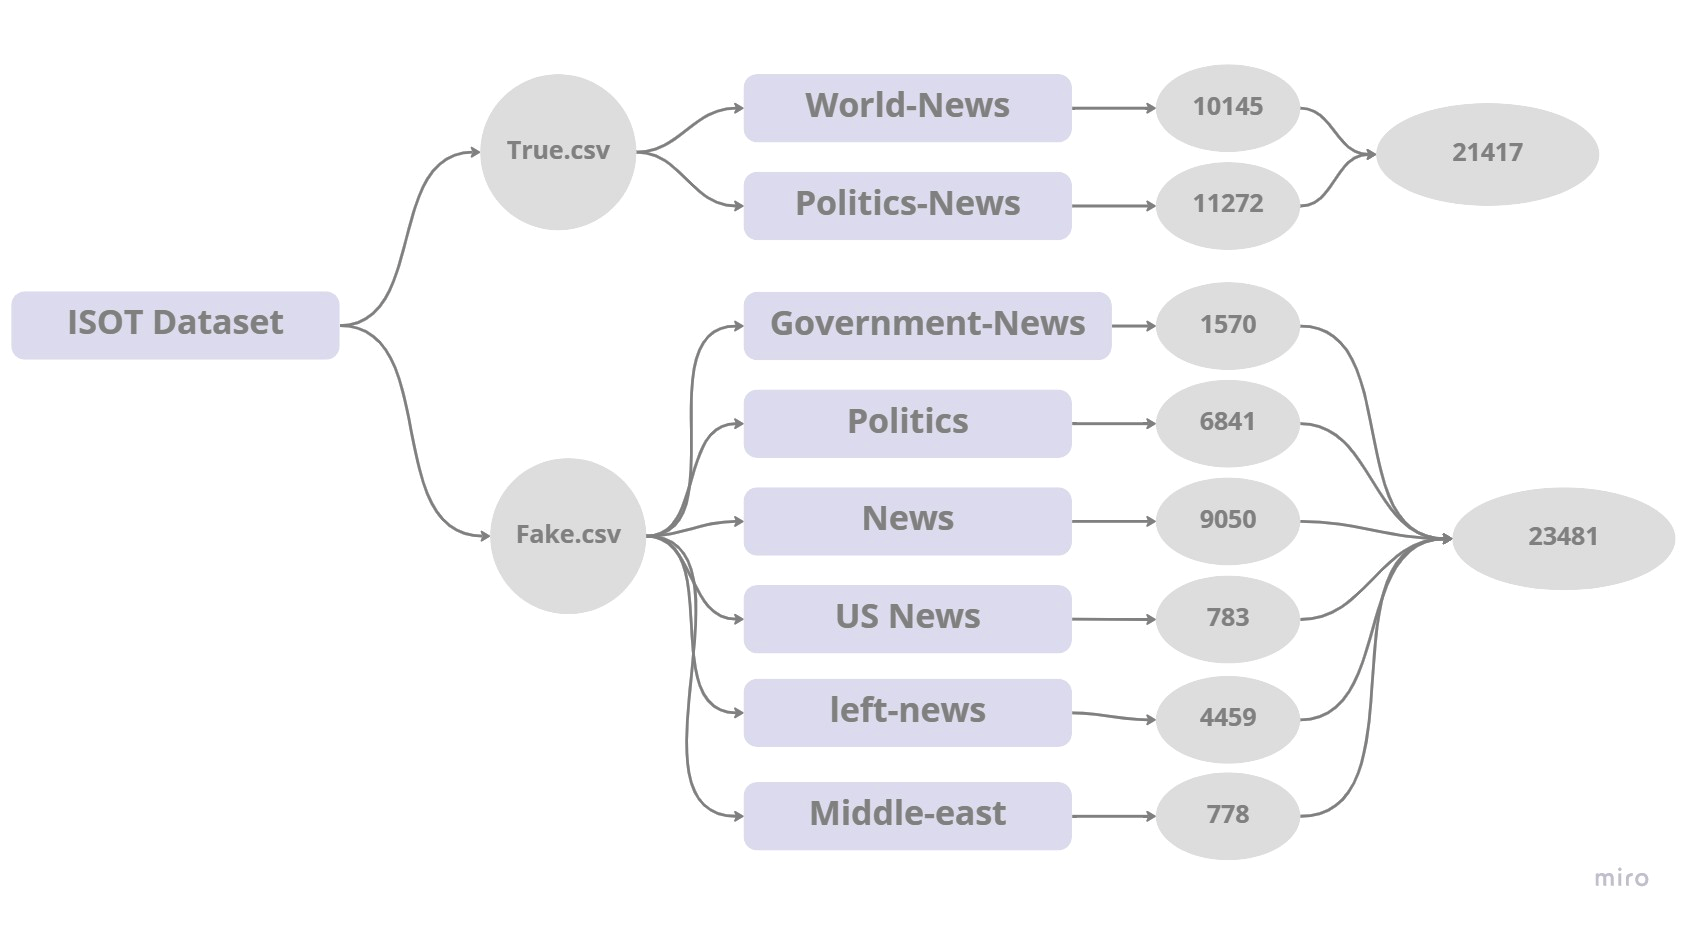 ISOT Dataset
True.csv
World-News
10145
Politics-News
11272
21417
Fake.csv
Government-News
1570
Politics
6841
News
9050
US News
783
left-news
4459
Middle-east
778
23481
miro